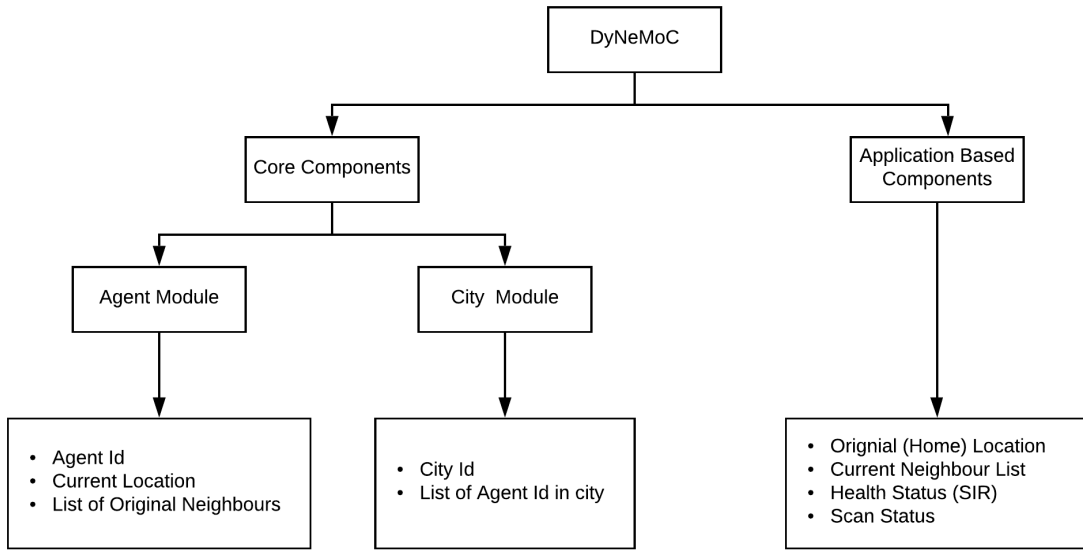 DyNeMoC
Core Components
Application Based
Components
Agent Module
City Module
• Agent Id
• Current Location
• List of Original Neighbours
• City Id
• List of Agent Id in city
• Orignial (Home) Location
• Current Neighbour List
• Health Status (SIR)
• Scan Status